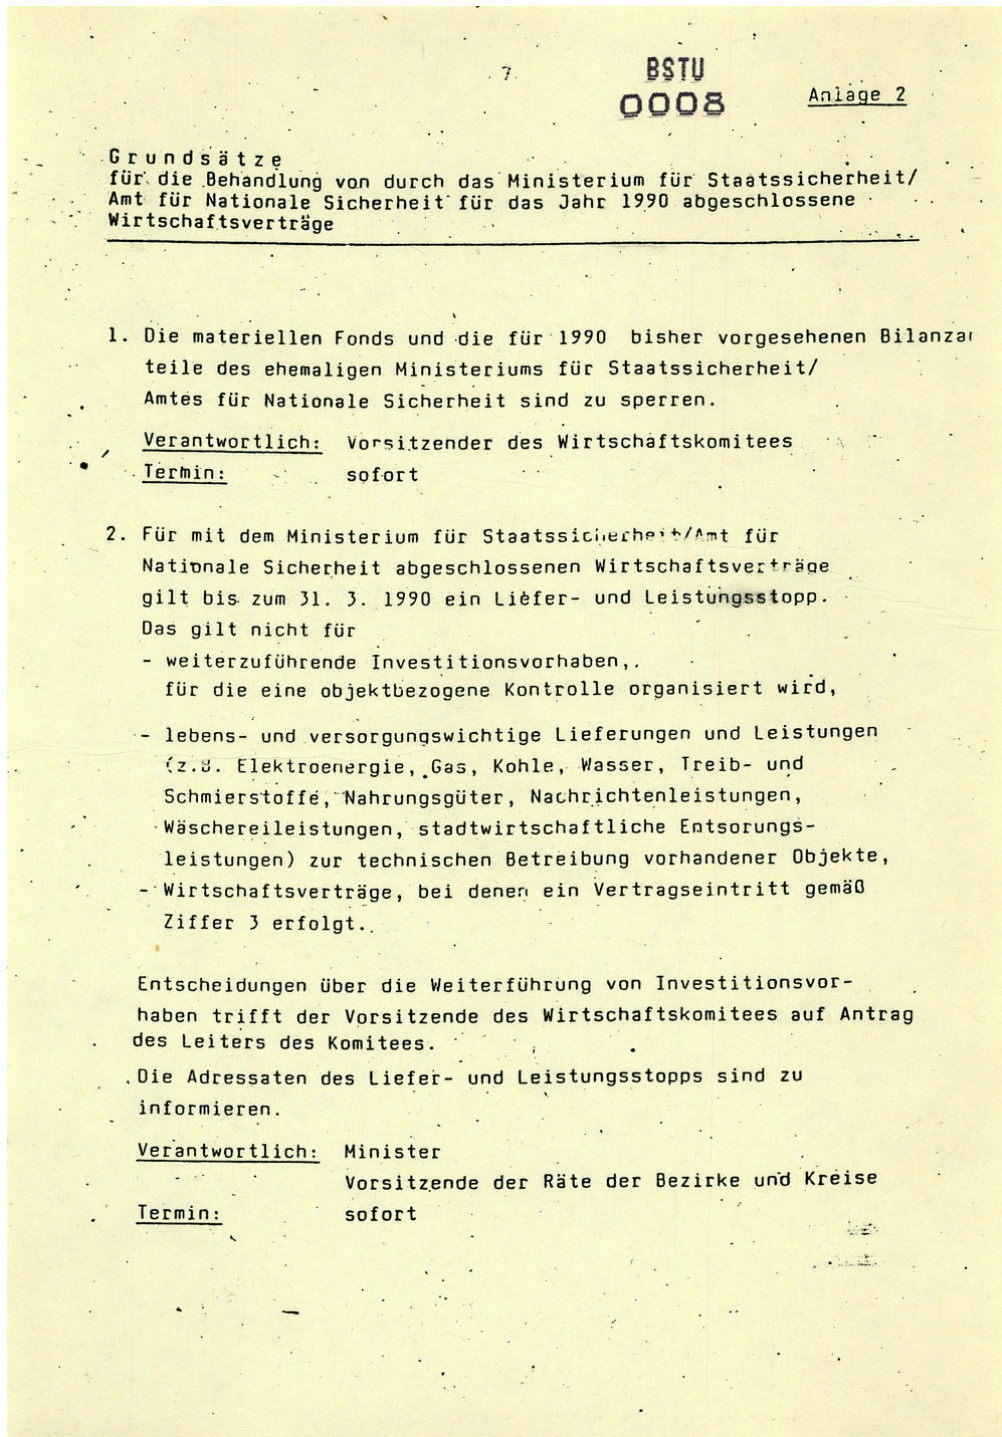 7
BSTU
0008
Anlage 2
Grundsätze
für die Behandlung von durch das Ministerium für Staatssicherheit/
Amt für Nationale Sicherheit für das Jahr 1990 abgeschlossene
Wirtschaftsverträge
1. Die materiellen Fonds und die für 1990 bisher vorgesehenen Bilanza
teile des ehemaligen Ministeriums für Staatssicherheit/
Amtes für Nationale Sicherheit sind zu sperren.
Verantwortlich: Vorsitzender des Wirtschaftskomitees
Termin: sofort
2. Für mit dem Ministerium für Staatssicherheit/Amt für
Nationale Sicherheit abgeschlossenen Wirtschaftsverträge
gilt bis zum 31. 3. 1990 ein Liefer- und Leistungsstopp.
Das gilt nicht für
- weiterzuführende Investitionsvorhaben,
für die eine objektbezogene Kontrolle organisiert wird,
- lebens- und versorgungswichtige Lieferungen und Leistungen
(z.B. Elektroenergie, Gas, Kohle, Wasser, Treib- und
Schmierstoffe, Nahrungsgüter, Nachrichtenleistungen,
Wäschereileistungen, stadtwirtschaftliche Entsorungs-
leistungen) zur technischen Betreibung vorhandener Objekte,
- Wirtschaftsverträge, bei denen ein Vertragseintritt gemäß
Ziffer 3 erfolgt.
Entscheidungen über die Weiterführung von Investitionsvor-
haben trifft der Vorsitzende des Wirtschaftskomitees auf Antrag
des Leiters des Komitees.
Die Adressaten des Liefer- und Leistungsstopps sind zu
informieren.
Verantwortlich: Minister
Vorsitzende der Räte der Bezirke und Kreise
Termin: sofort